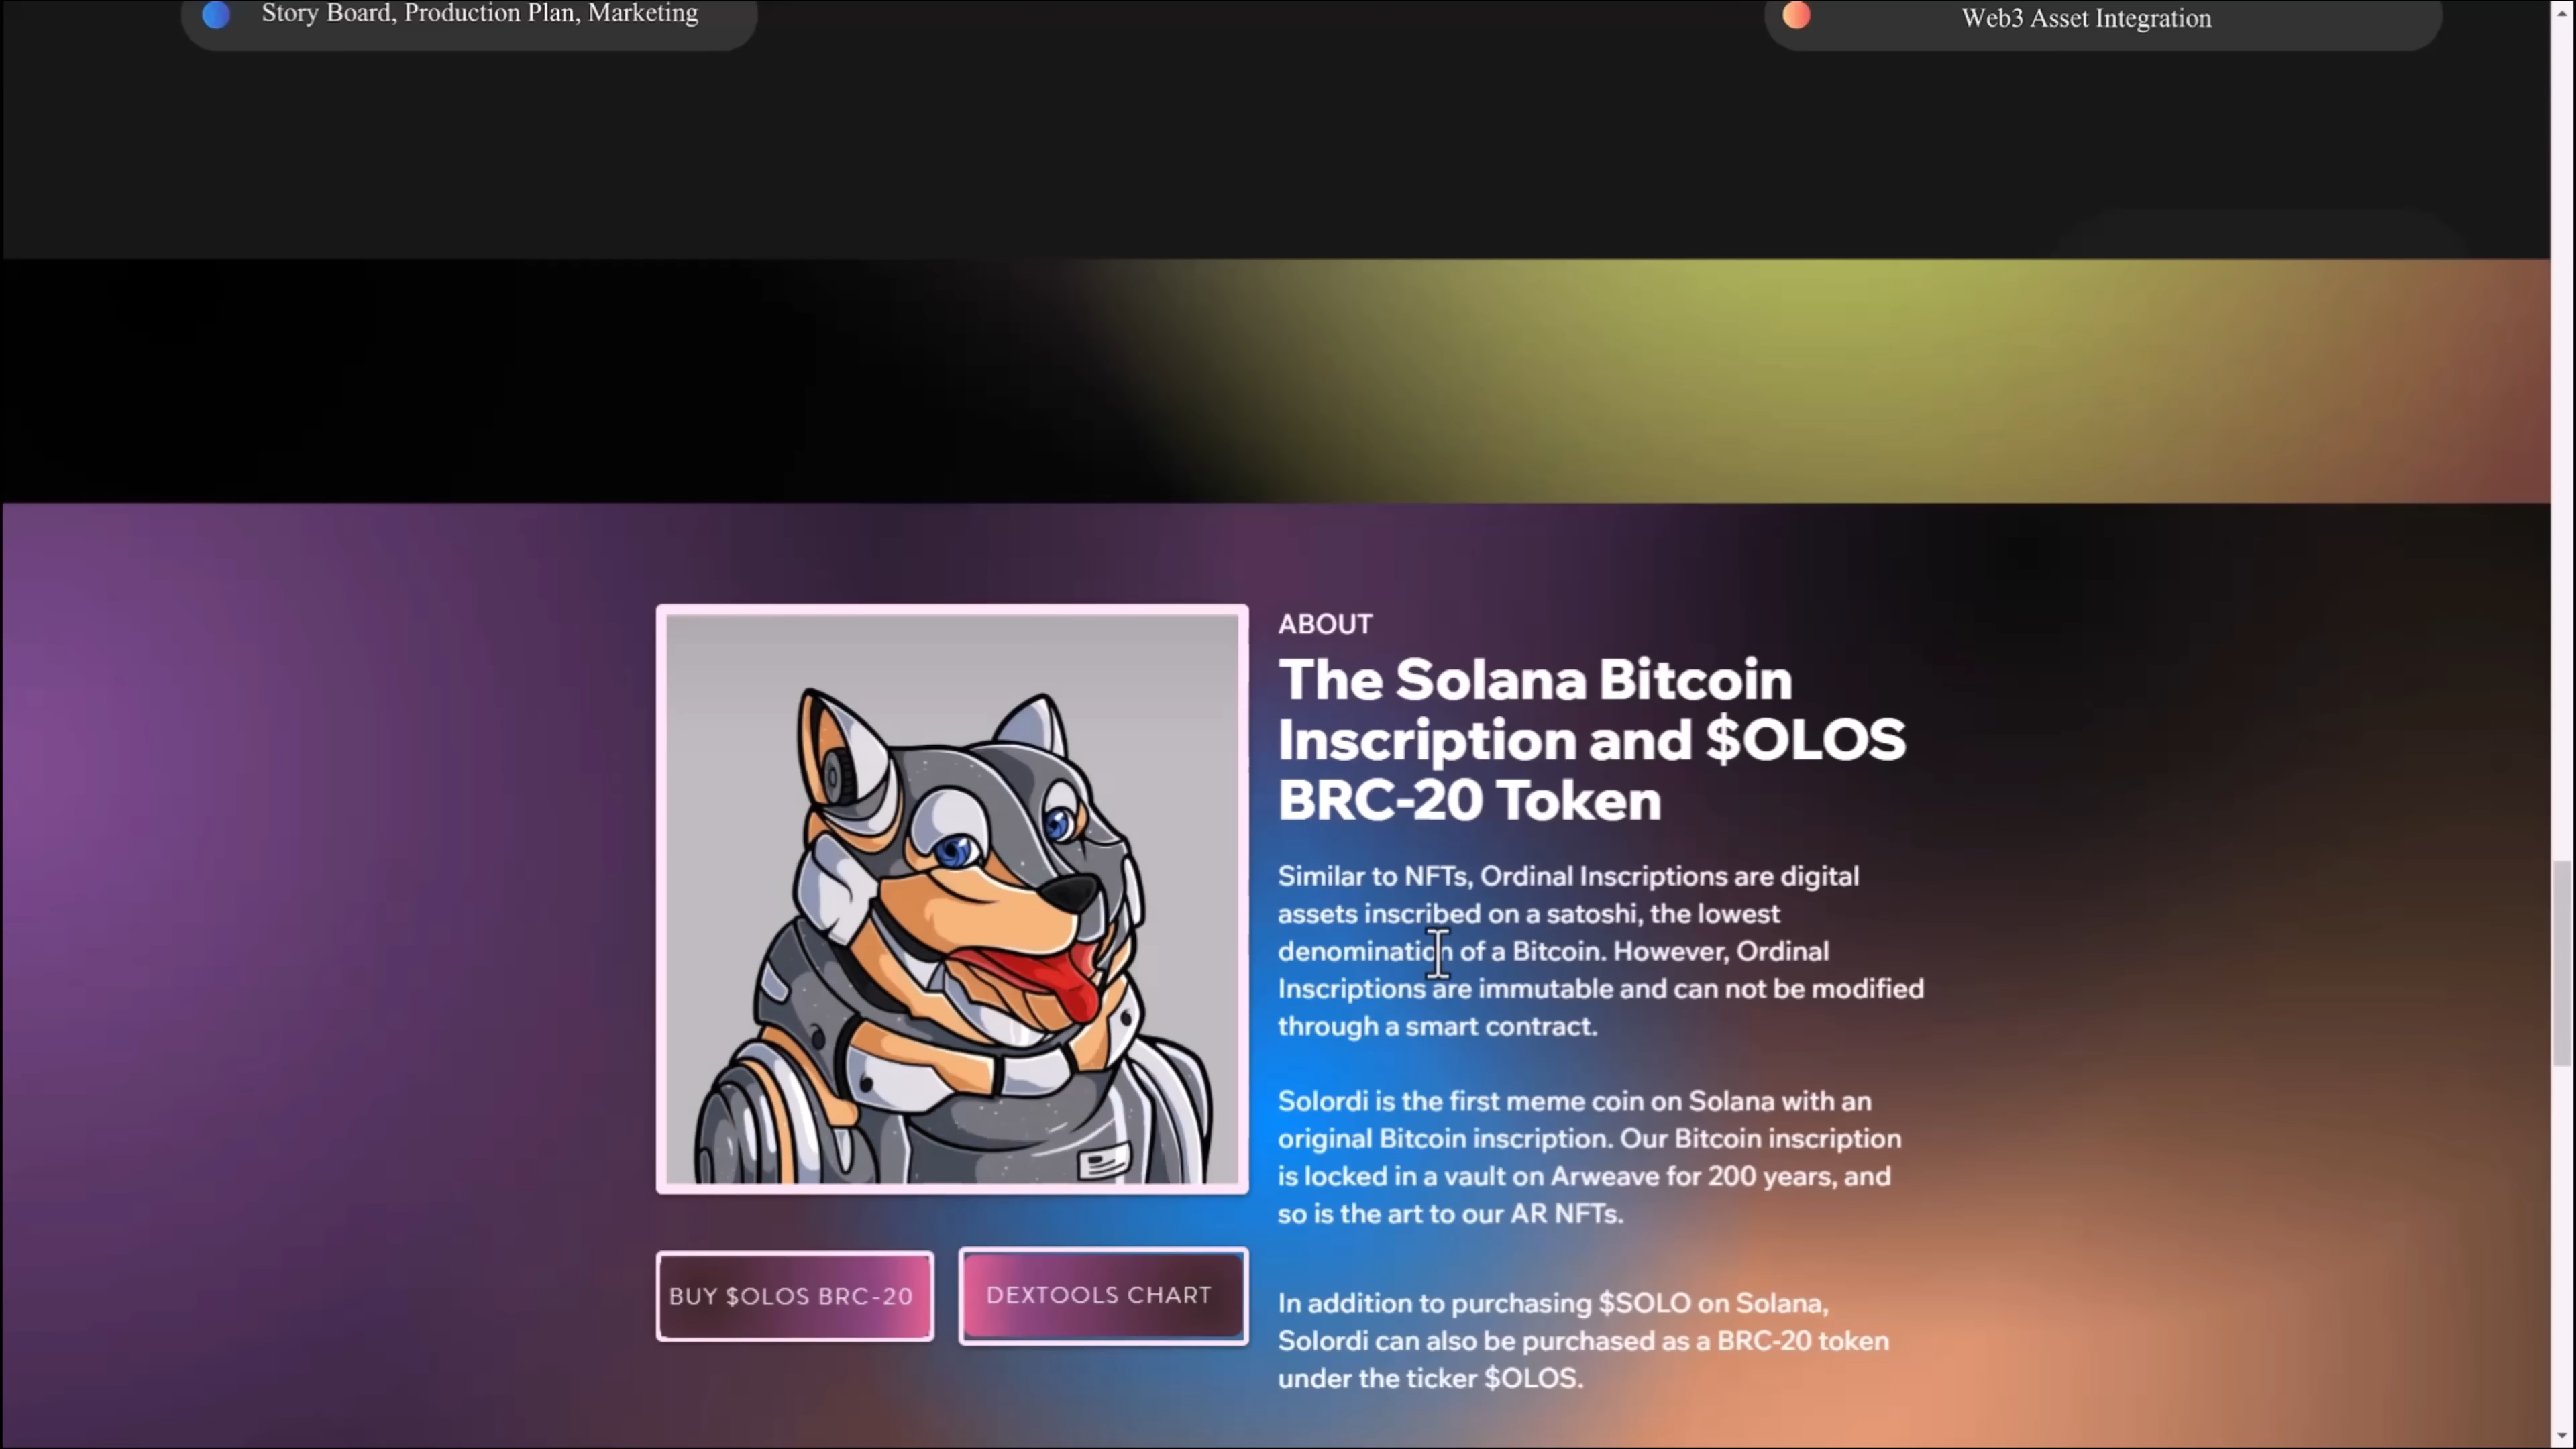 Story Board, Production Plan, Marketing
Web3 Asset Integration
ABOUT
The Solana Bitcoin
Inscription and $OLOS
BRC-20 Token
Similar to NFTs, Ordinal Inscriptions are digital
assets inscribed on a satoshi, the lowest
denomination of a Bitcoin. However, Ordinal
Inscriptions are immutable and can not be modified
through a smart contract.
Solordi is the first meme coin on Solana with an
original Bitcoin inscription. Our Bitcoin inscription
is locked in a vault on Arweave for 200 years, and
so is the art to our AR NFTs.
In addition to purchasing $SOLO on Solana,
Solordi can also be purchased as a BRC-20 token
under the ticker $OLOS.
BUY $OLOS BRC-20
DEXTOOLS CHART